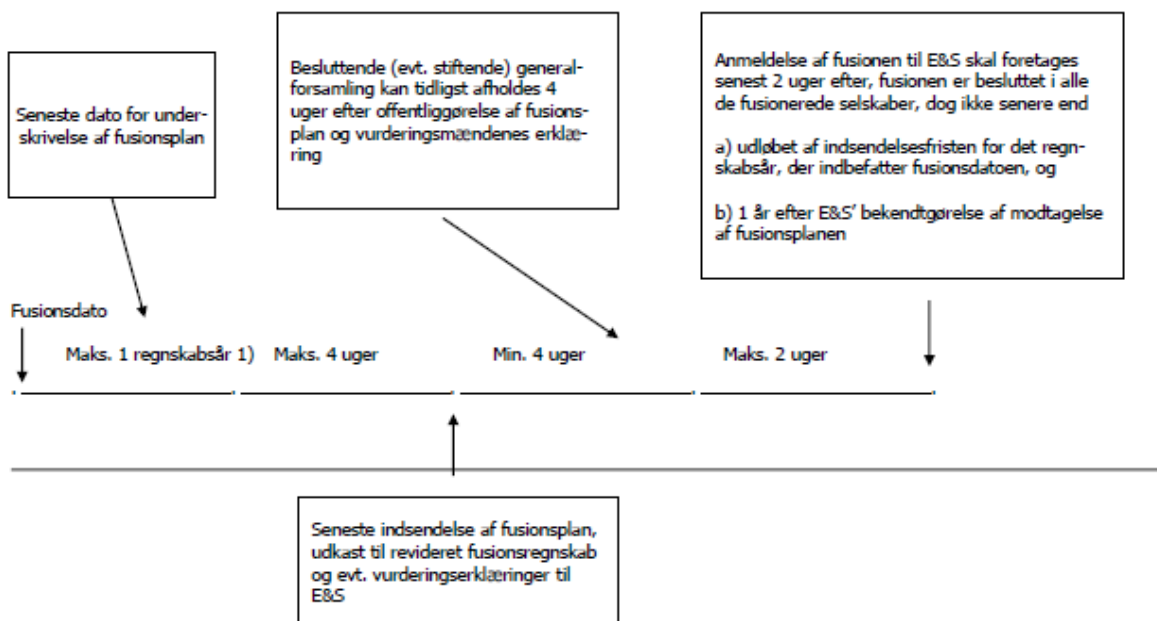 Seneste dato for under-
skrivelse af fusionsplan
Besluttende (evt. stiftende) general-
forsamling kan tidligst afholdes 4
uger efter offentliggørelse af fusions-
plan og vurderingsmændenes erklæ-
ring
Anmeldelse af fusionen til E&S skal foretages
senest 2 uger efter, fusionen er besluttet i alle
de fusionerede selskaber, dog ikke senere end
a) udløbet af indsendelsesfristen for det regn-
skabsår, der indbefatter fusionsdatoen, og
b) 1 år efter E&S' bekendtgørelse af modtagelse
af fusionsplanen
Fusionsdato
Maks. 1 regnskabsår 1) Maks. 4 uger Min. 4 uger Maks. 2 uger
Seneste indsendelse af fusionsplan,
udkast til revideret fusionsregnskab
og evt. vurderingserklæringer til
E&S